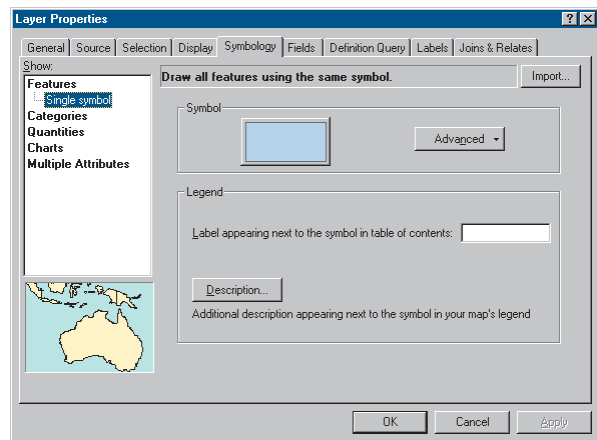 Layer Properties
General Source Selection Display Symbology Fields Definition Query Labels Joins & Relates
Show:
Features
Single symbol
Categories
Quantities
Charts
Multiple Attributes
Draw all features using the same symbol.
Import...
Symbol
Advanced
Legend
Label appearing next to the symbol in table of contents:
Description...
Additional description appearing next to the symbol in your map's legend
OK Cancel Apply